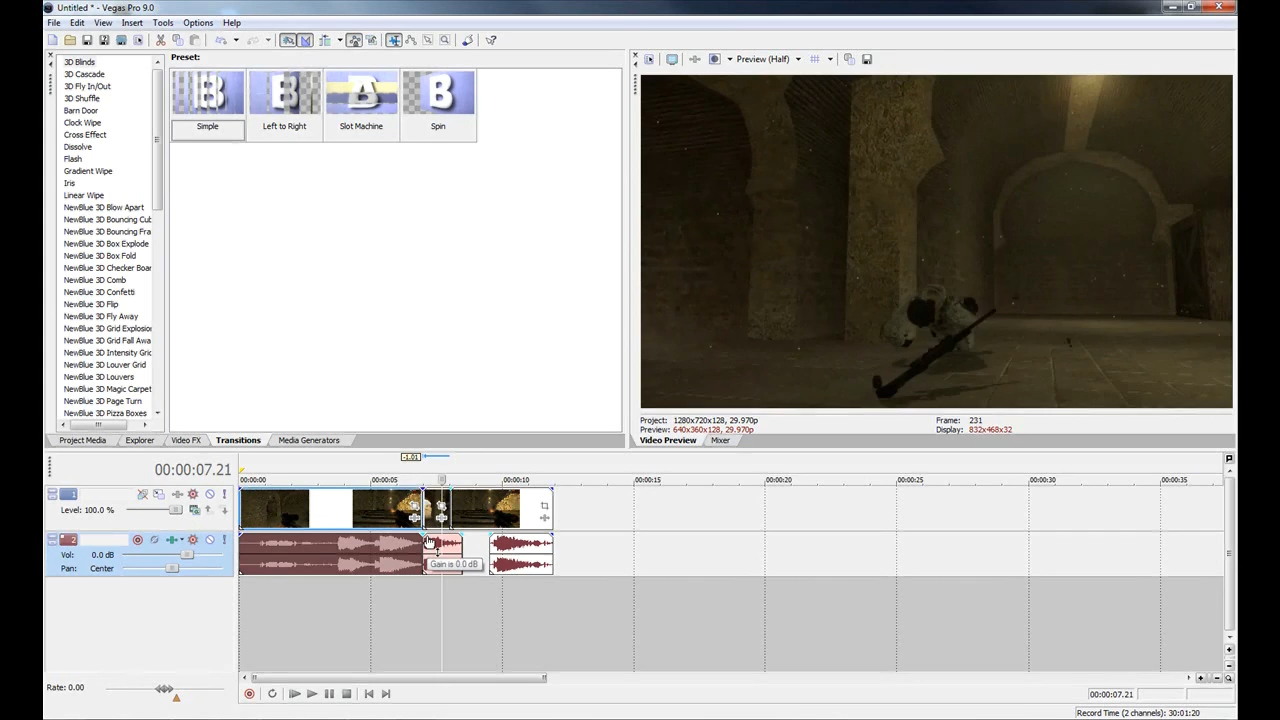 Untitled * - Vegas Pro 9.0
File Edit View Insert Tools Options Help
3D Blinds
3D Cascade
3D Fly In/Out
3D Shuffle
Barn Door
Clock Wipe
Cross Effect
Dissolve
Flash
Gradient Wipe
Iris
Linear Wipe
NewBlue 3D Blow Apart
NewBlue 3D Bouncing Cub
NewBlue 3D Bouncing Fra
NewBlue 3D Box Explode
NewBlue 3D Box Fold
NewBlue 3D Checker Boar
NewBlue 3D Comb
NewBlue 3D Confetti
NewBlue 3D Flip
NewBlue 3D Fly Away
NewBlue 3D Grid Explosion
NewBlue 3D Grid Fall Awa
NewBlue 3D Intensity Grid
NewBlue 3D Louver Grid
NewBlue 3D Louvers
NewBlue 3D Magic Carpet
NewBlue 3D Page Turn
NewBlue 3D Pizza Boxes
Preset:
Simple Left to Right Slot Machine Spin
Preview (Half)
Project: 1280x720x128, 29.970p
Preview: 640x360x128, 29.970p
Frame: 231
Display: 832x468x32
Project Media Explorer Video FX Transitions Media Generators
Video Preview Mixer
-1.01
00:00:07.21
00:00:00 00:00:05 00:00:10 00:00:15 00:00:20 00:00:25 00:00:30 00:00:35
1
Level: 100.0 %
2
Vol: 0.0 dB
Pan: Center
Gain is 0.0 dB
Rate: 0.00
00:00:07.21
Record Time (2 channels): 30:01:20